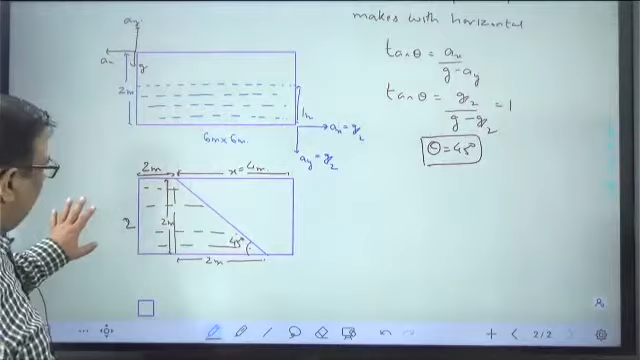 makes with horizontal
tan θ = ax / g - ay
tan θ = g/2 / g - g/2 = 1
θ = 45°
ay
ax
g
2m
1m
6m x 6m
ax = g/2
ay = g/2
2m
x = 4m
2
2m
45°
2m
2/2